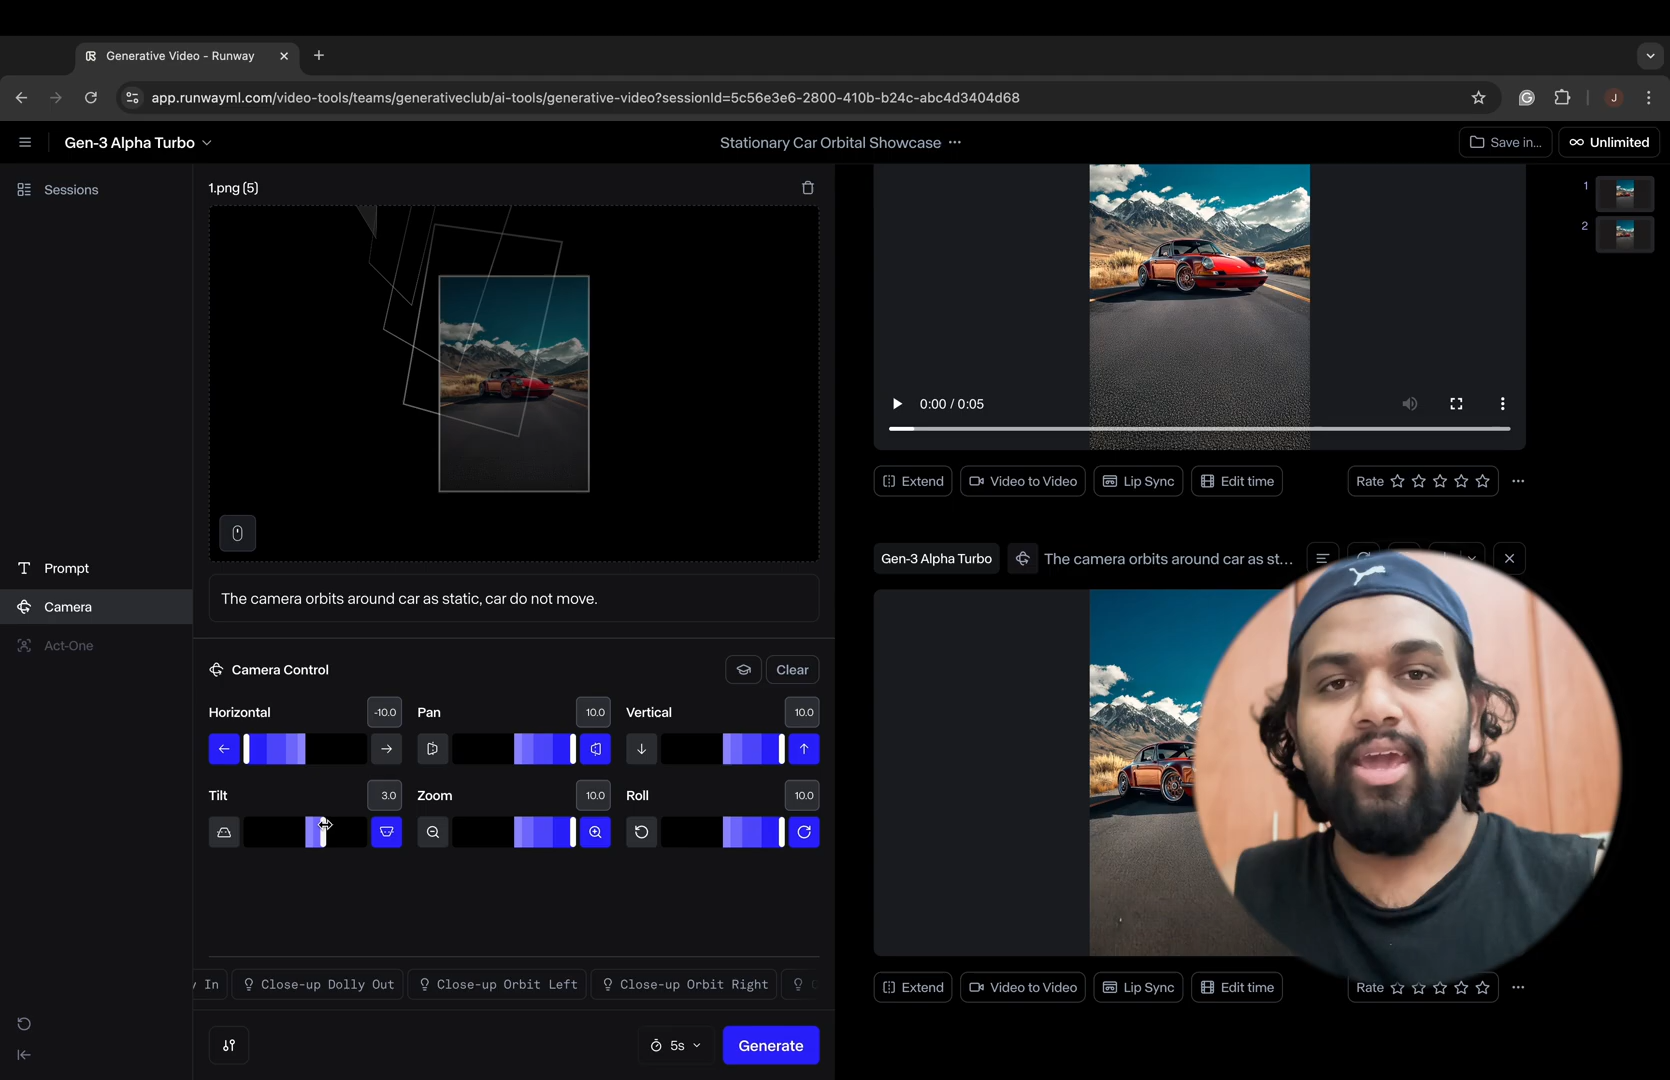 Generative Video - Runway
app.runwayml.com/video-tools/teams/generativeclub/ai-tools/generative-video?sessionId=5c56e3e6-2800-410b-b24c-abc4d3404d68
J
Gen-3 Alpha Turbo
Stationary Car Orbital Showcase ...
Save in...
Unlimited
Sessions
1.png (5)
1
2
0:00 / 0:05
Extend
Video to Video
Lip Sync
Edit time
Rate
Prompt
Gen-3 Alpha Turbo
The camera orbits around car as st...
The camera orbits around car as static, car do not move.
Camera
Act-One
Camera Control
Clear
Horizontal -10.0
Pan 10.0
Vertical 10.0
Tilt 3.0
Zoom 10.0
Roll 10.0
In
Close-up Dolly Out
Close-up Orbit Left
Close-up Orbit Right
Extend
Video to Video
Lip Sync
Edit time
Rate
5s
Generate